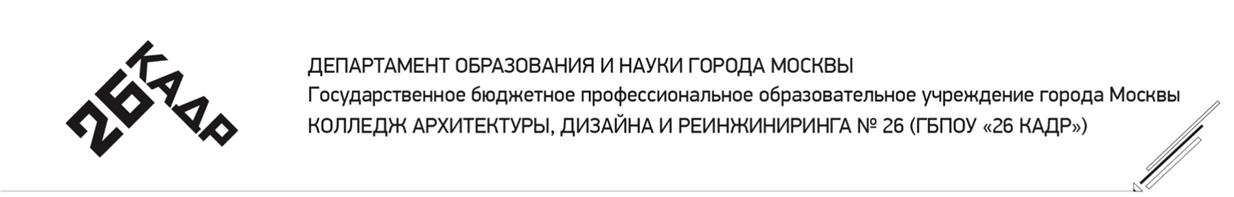 26 КАДР
ДЕПАРТАМЕНТ ОБРАЗОВАНИЯ И НАУКИ ГОРОДА МОСКВЫ
Государственное бюджетное профессиональное образовательное учреждение города Москвы
КОЛЛЕДЖ АРХИТЕКТУРЫ, ДИЗАЙНА И РЕИНЖИНИРИНГА № 26 (ГБПОУ «26 КАДР»)